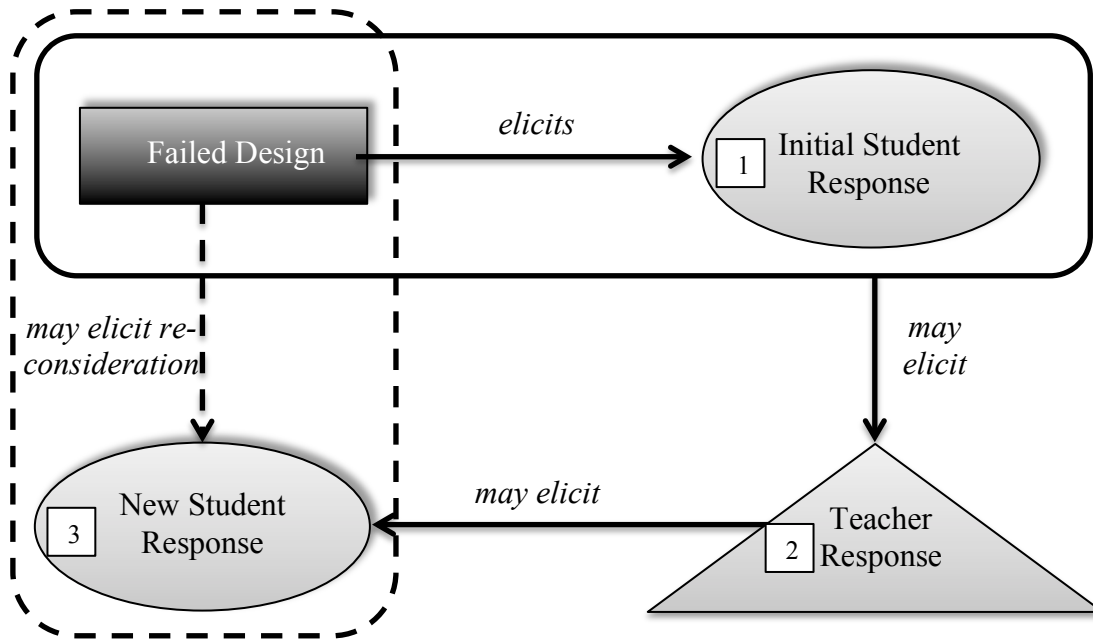 Failed Design
elicits
1
Initial Student
Response
may elicit re-
consideration
may
elicit
3
New Student
Response
may elicit
2
Teacher
Response